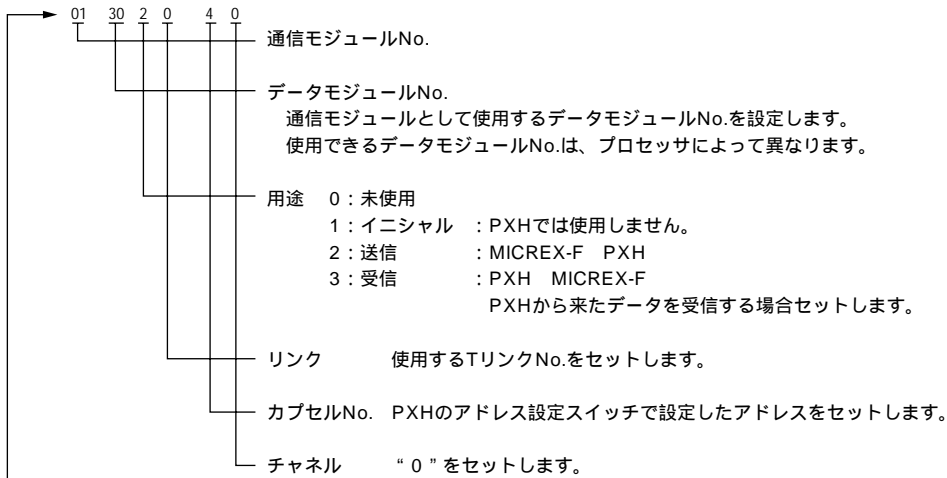 01 30 2 0 4 0
通信モジュールNo.
データモジュールNo.
通信モジュールとして使用するデータモジュールNo.を設定します。
使用できるデータモジュールNo.は、プロセッサによって異なります。
用途 0：未使用
1：イニシャル ：PXHでは使用しません。
2：送信 ：MICREX-F PXH
3：受信 ：PXH MICREX-F
PXHから来たデータを受信する場合セットします。
リンク 使用するTリンクNo.をセットします。
カプセルNo. PXHのアドレス設定スイッチで設定したアドレスをセットします。
チャネル “0”をセットします。